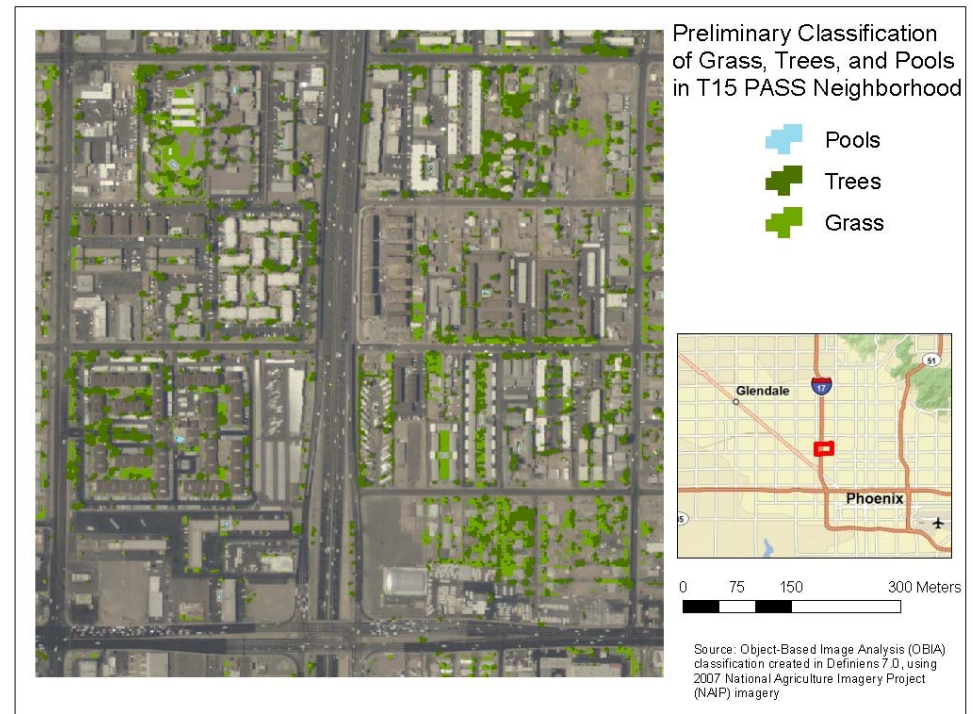 Preliminary Classification
of Grass, Trees, and Pools
in T15 PASS Neighborhood
Pools
Trees
Grass
51
Glendale
17
Phoenix
85
0 75 150 300 Meters
Source: Object-Based Image Analysis (OBIA)
classification created in Definiens 7.0, using
2007 National Agriculture Imagery Project
(NAIP) imagery